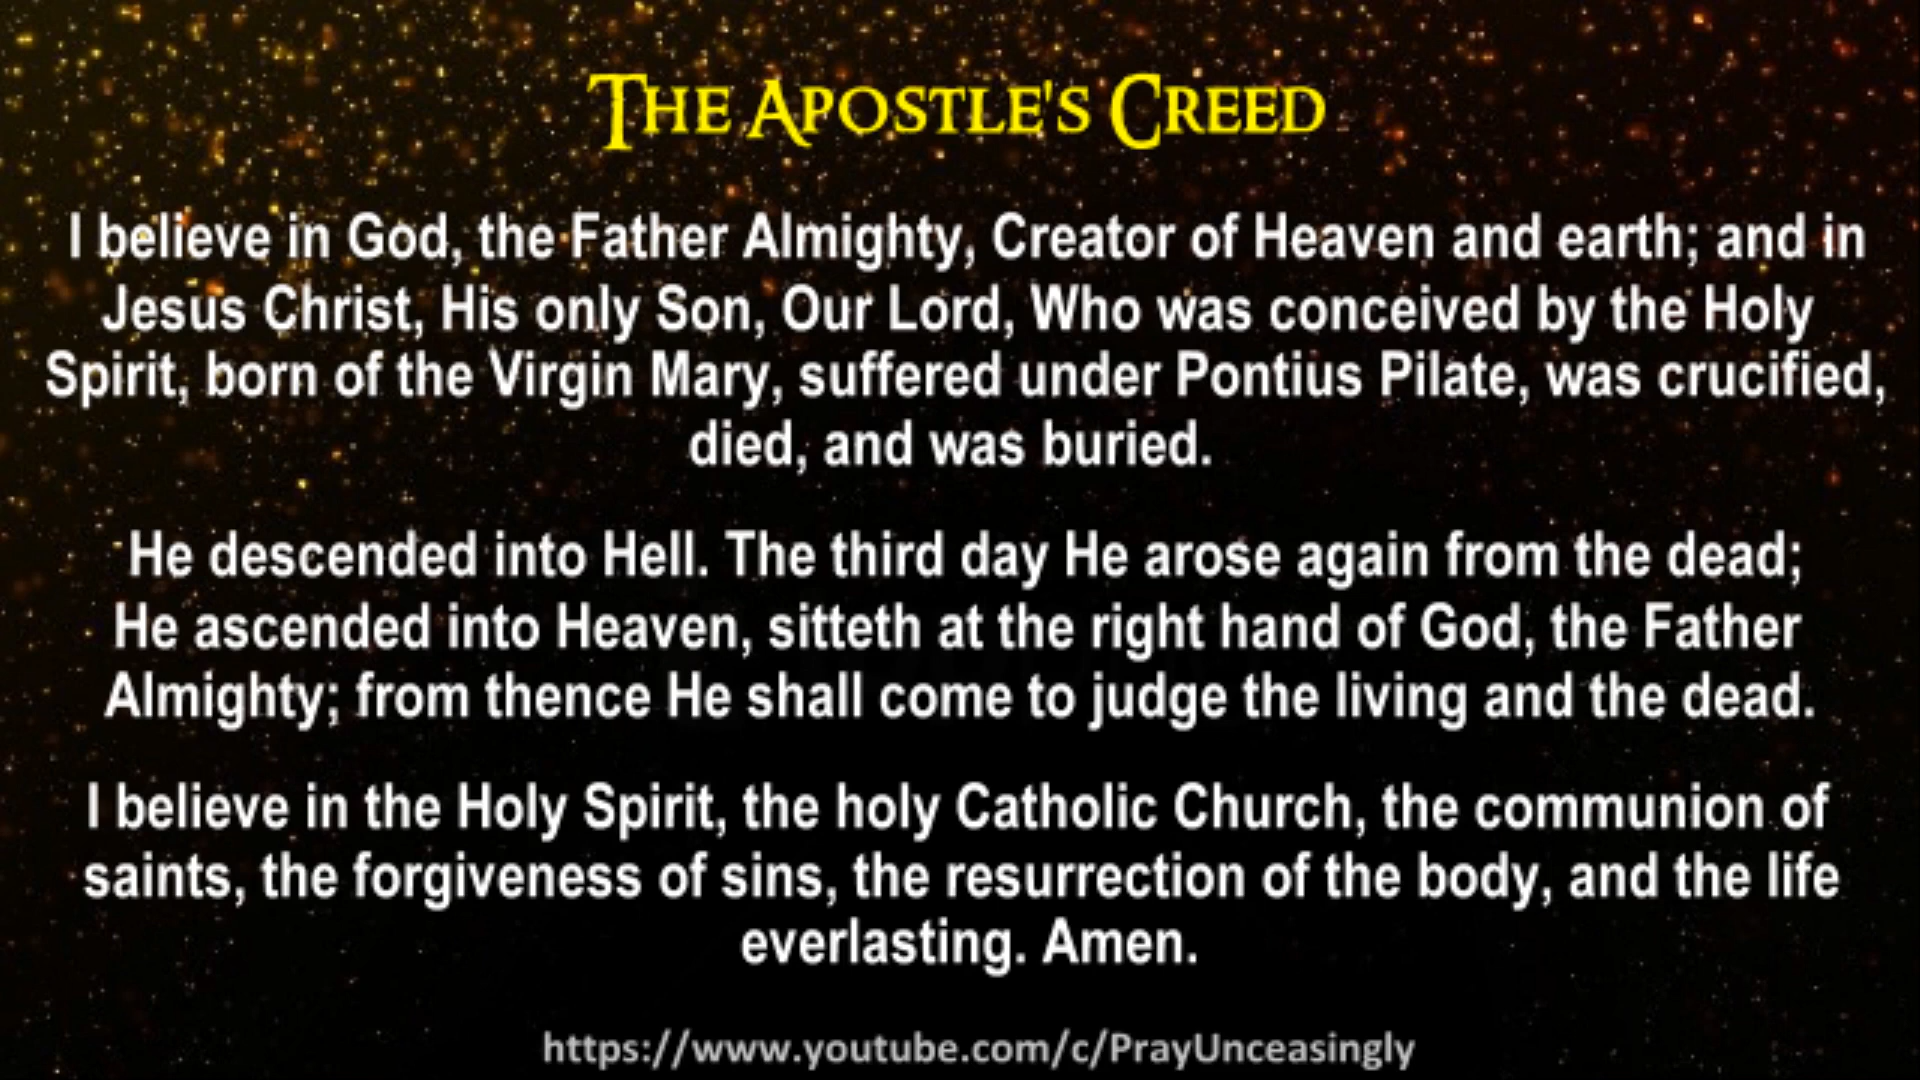 The Apostle's Creed
I believe in God, the Father Almighty, Creator of Heaven and earth; and in
Jesus Christ, His only Son, Our Lord, Who was conceived by the Holy
Spirit, born of the Virgin Mary, suffered under Pontius Pilate, was crucified,
died, and was buried.
He descended into Hell. The third day He arose again from the dead;
He ascended into Heaven, sitteth at the right hand of God, the Father
Almighty; from thence He shall come to judge the living and the dead.
I believe in the Holy Spirit, the holy Catholic Church, the communion of
saints, the forgiveness of sins, the resurrection of the body, and the life
everlasting. Amen.
https://www.youtube.com/c/PrayUnceasingly